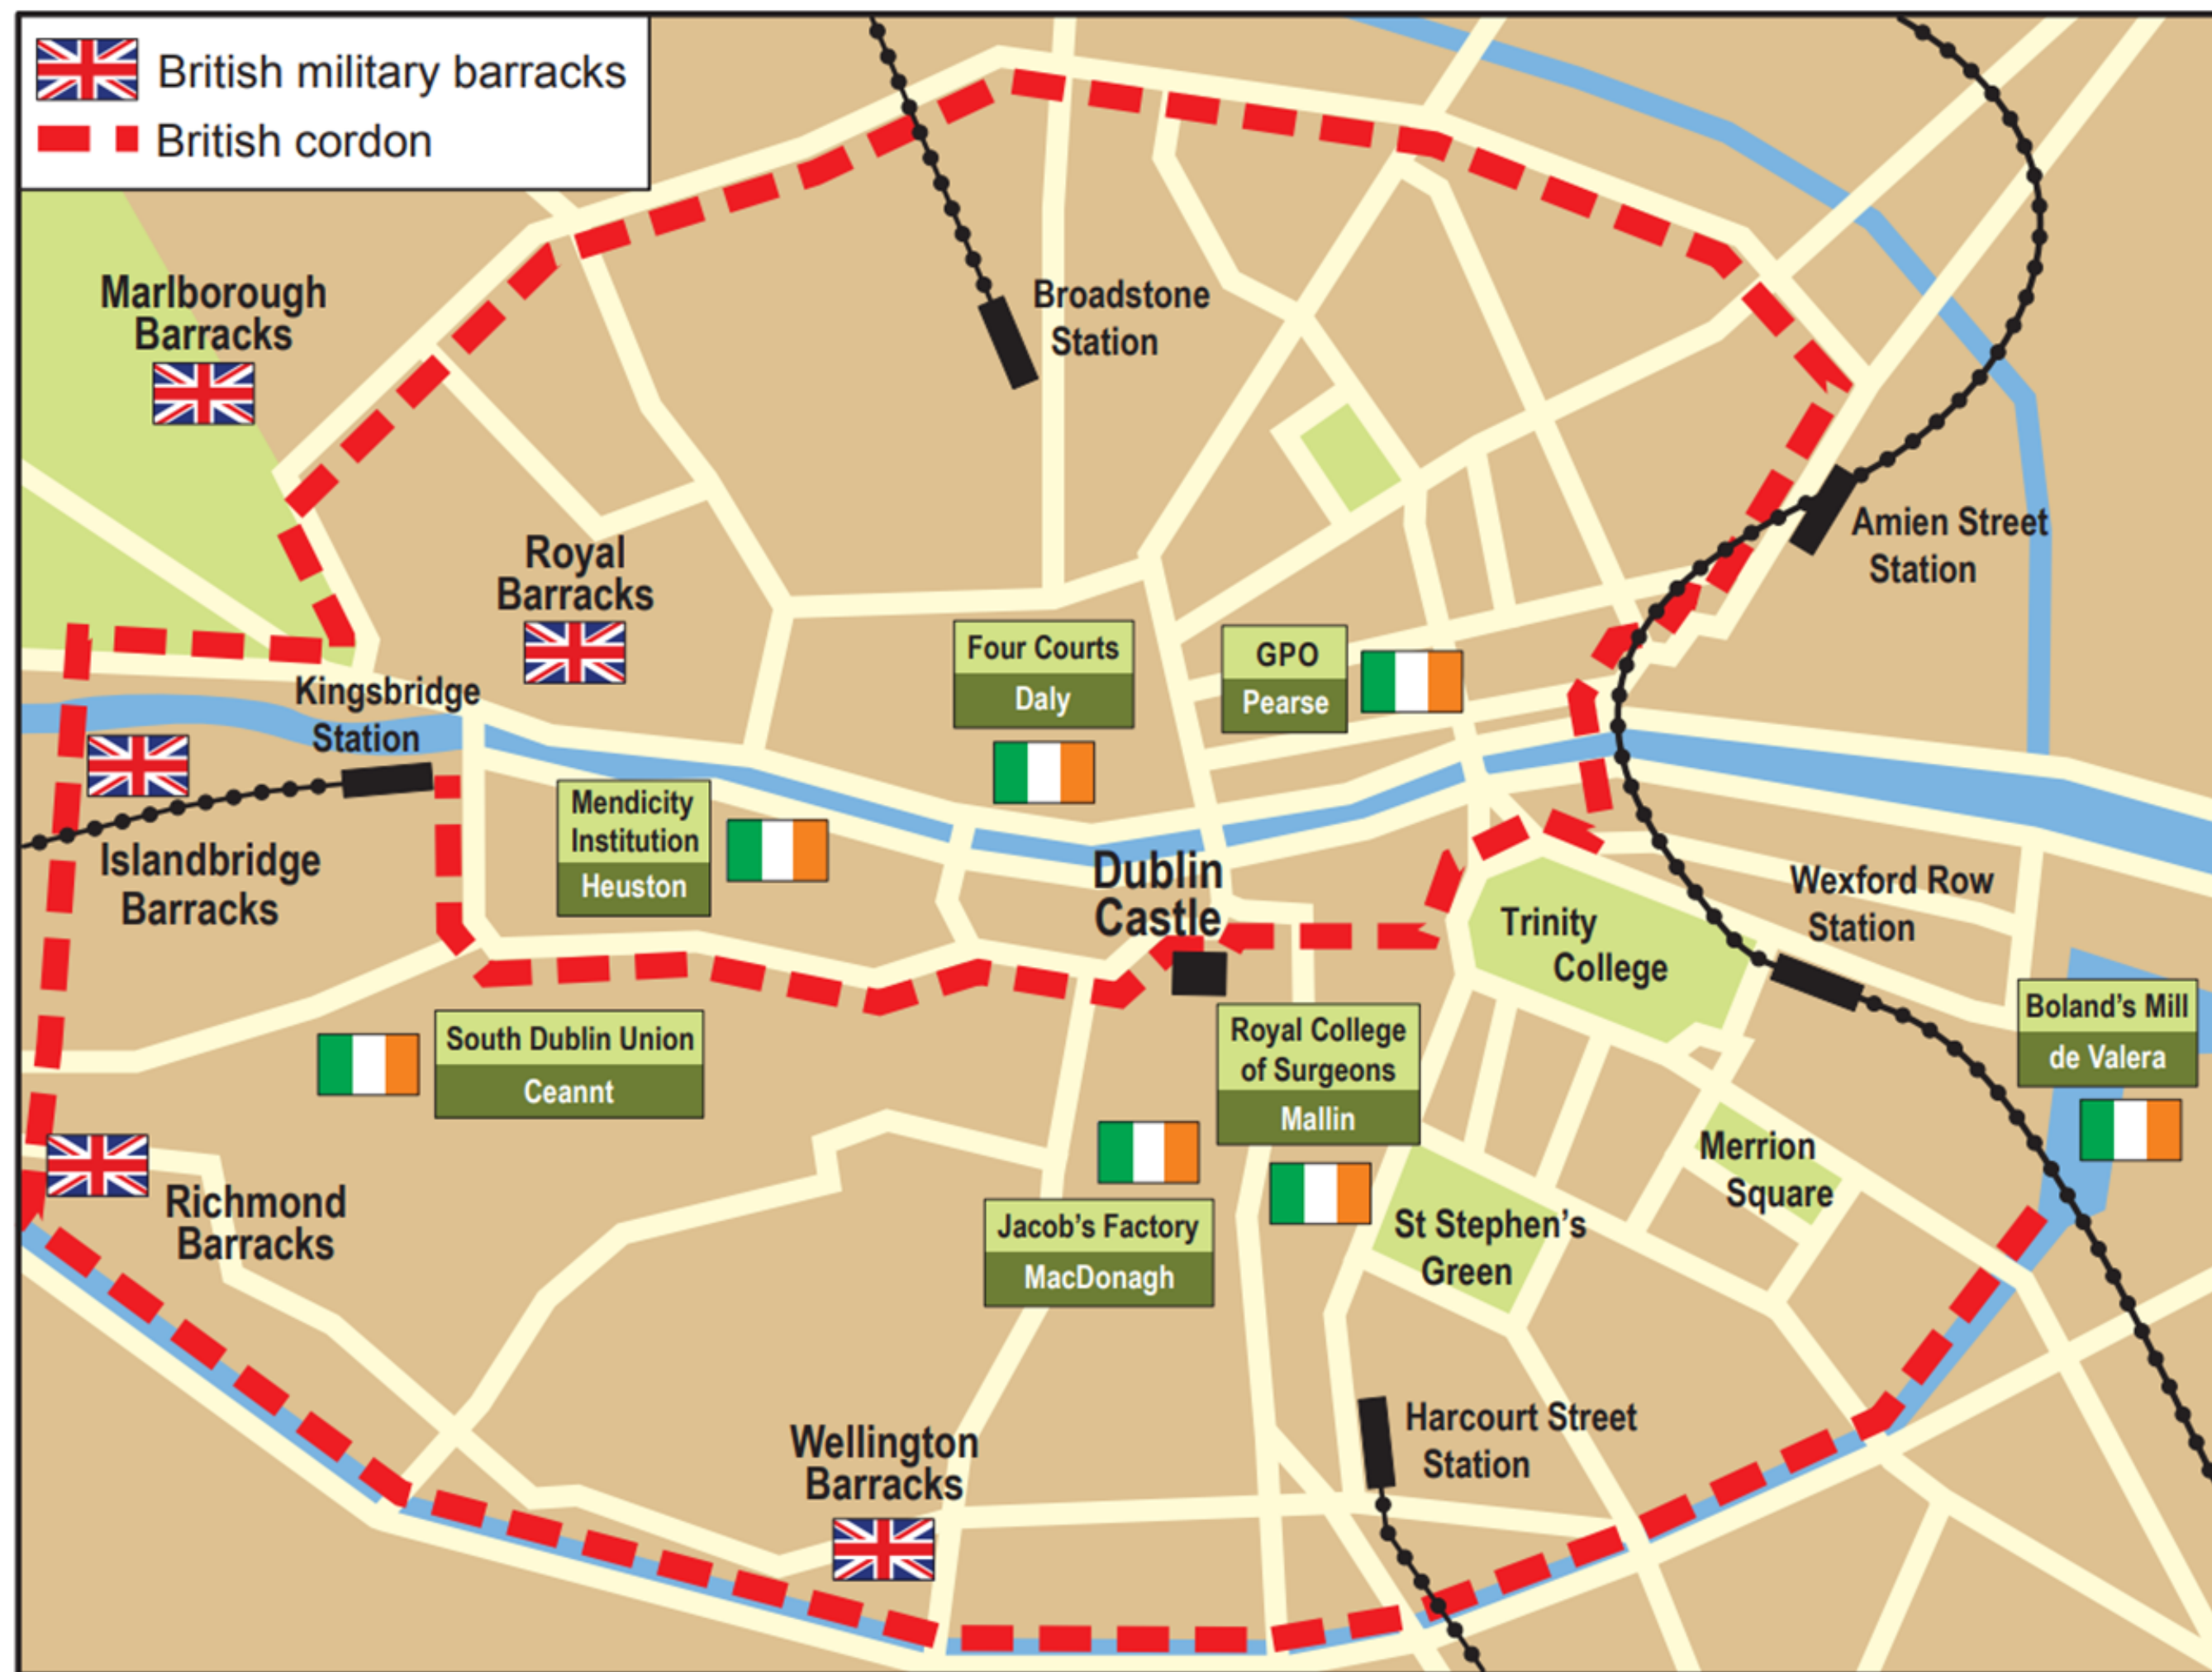 British military barracks
British cordon
Marlborough
Barracks
Broadstone
Station
Royal
Barracks
Amien Street
Station
Four Courts
Daly
GPO
Pearse
Kingsbridge
Station
Mendicity
Institution
Heuston
Islandbridge
Barracks
Dublin
Castle
Wexford Row
Station
Trinity
College
Boland's Mill
de Valera
South Dublin Union
Ceannt
Royal College
of Surgeons
Mallin
Merrion
Square
Richmond
Barracks
Jacob's Factory
MacDonagh
St Stephen's
Green
Wellington
Barracks
Harcourt Street
Station